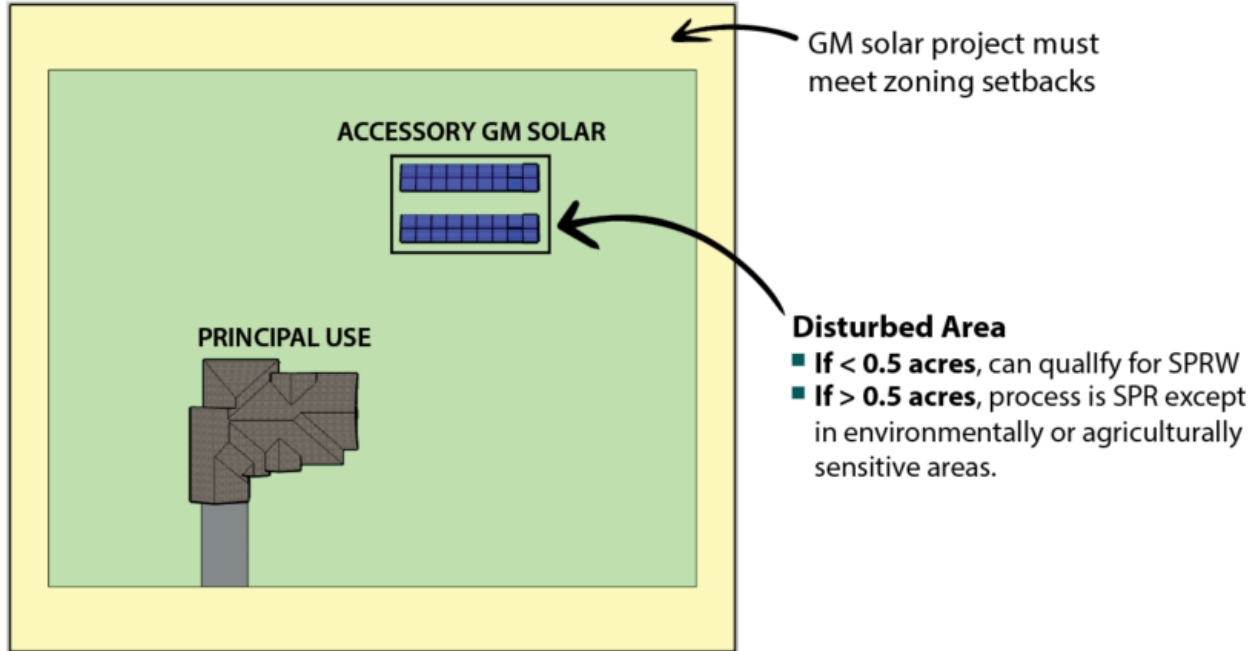 GM solar project must
meet zoning setbacks
ACCESSORY GM SOLAR
PRINCIPAL USE
Disturbed Area
▪ If < 0.5 acres, can quallfy for SPRW
▪ If > 0.5 acres, process is SPR except
in environmentally or agriculturally
sensitive areas.